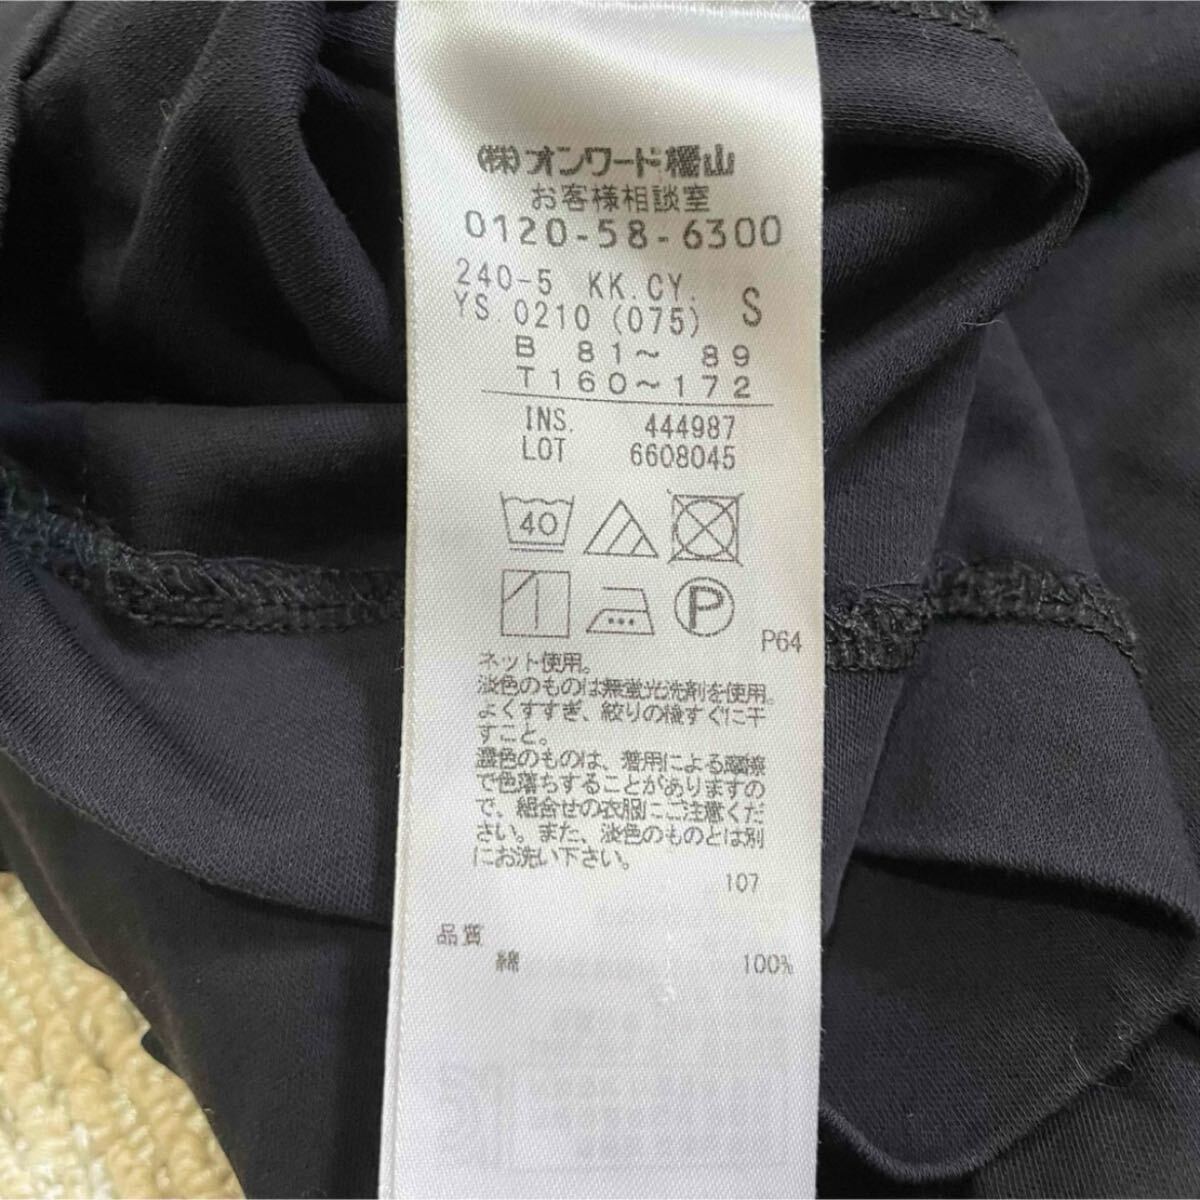 (株)オンワード樫山
お客様相談室
0120-58-6300
240-5 KK.CY.
YS.0210(075) S
B 81~ 89
T160~172
INS. 444987
LOT 6608045
40
P
P64
ネット使用。
淡色のものは無蛍光洗剤を使用。
よくすすぎ、絞りの後すぐに干
すこと。
濃色のものは、着用による摩擦
で色落ちすることがありますの
で、組合せの衣服にご注意くだ
さい。また、淡色のものとは別
にお洗い下さい。
107
品質
綿 100%